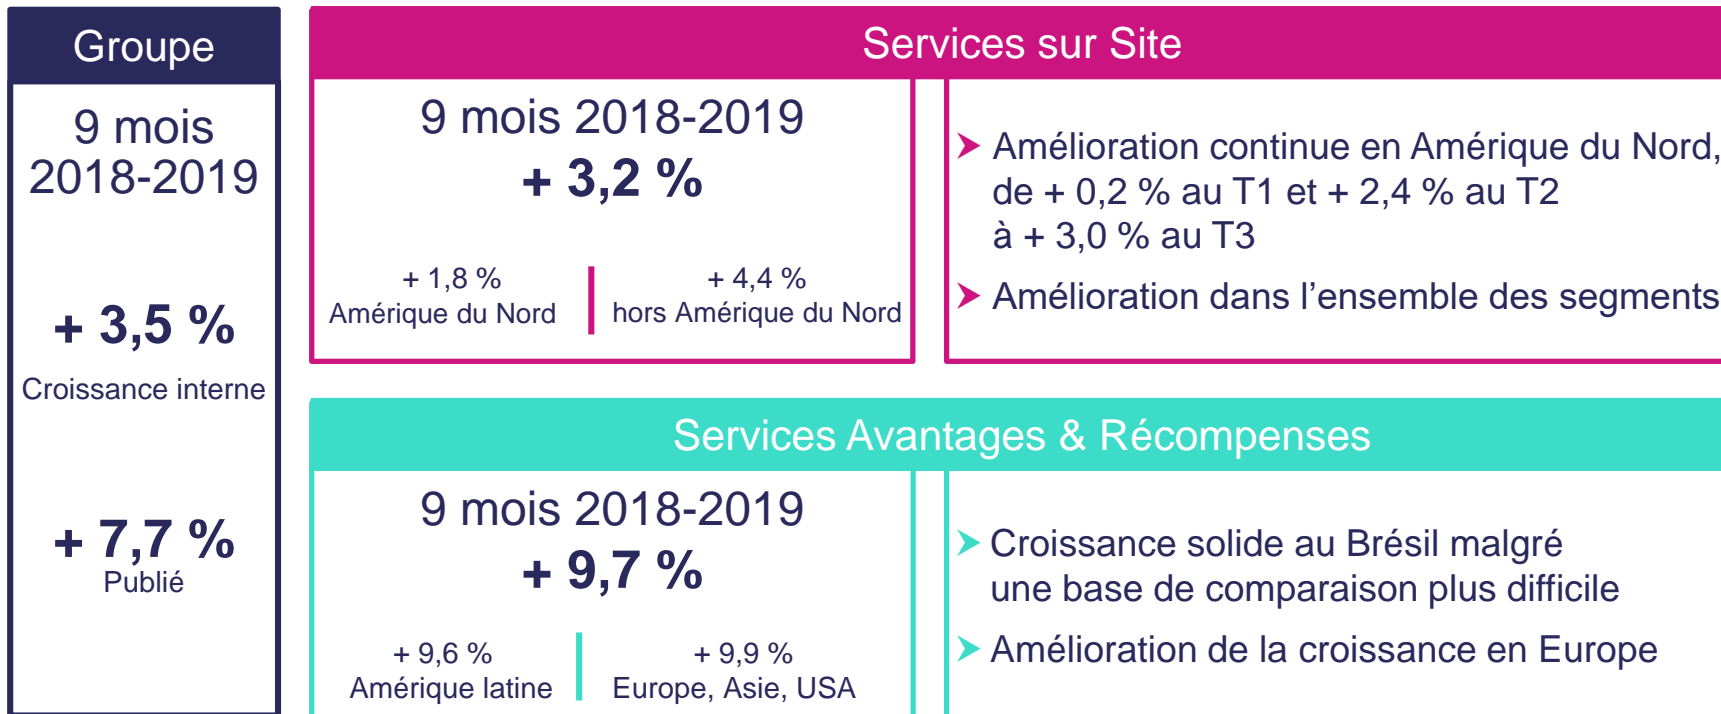 Groupe
9 mois
2018-2019
+ 3,5 %
Croissance interne
+ 7,7 %
Publié
Services sur Site
9 mois 2018-2019
+ 3,2 %
+ 1,8 %
Amérique du Nord
+ 4,4 %
hors Amérique du Nord
➤ Amélioration continue en Amérique du Nord,
de + 0,2 % au T1 et + 2,4 % au T2
à + 3,0 % au T3
➤ Amélioration dans l’ensemble des segments
Services Avantages & Récompenses
9 mois 2018-2019
+ 9,7 %
+ 9,6 %
Amérique latine
+ 9,9 %
Europe, Asie, USA
➤ Croissance solide au Brésil malgré
une base de comparaison plus difficile
➤ Amélioration de la croissance en Europe